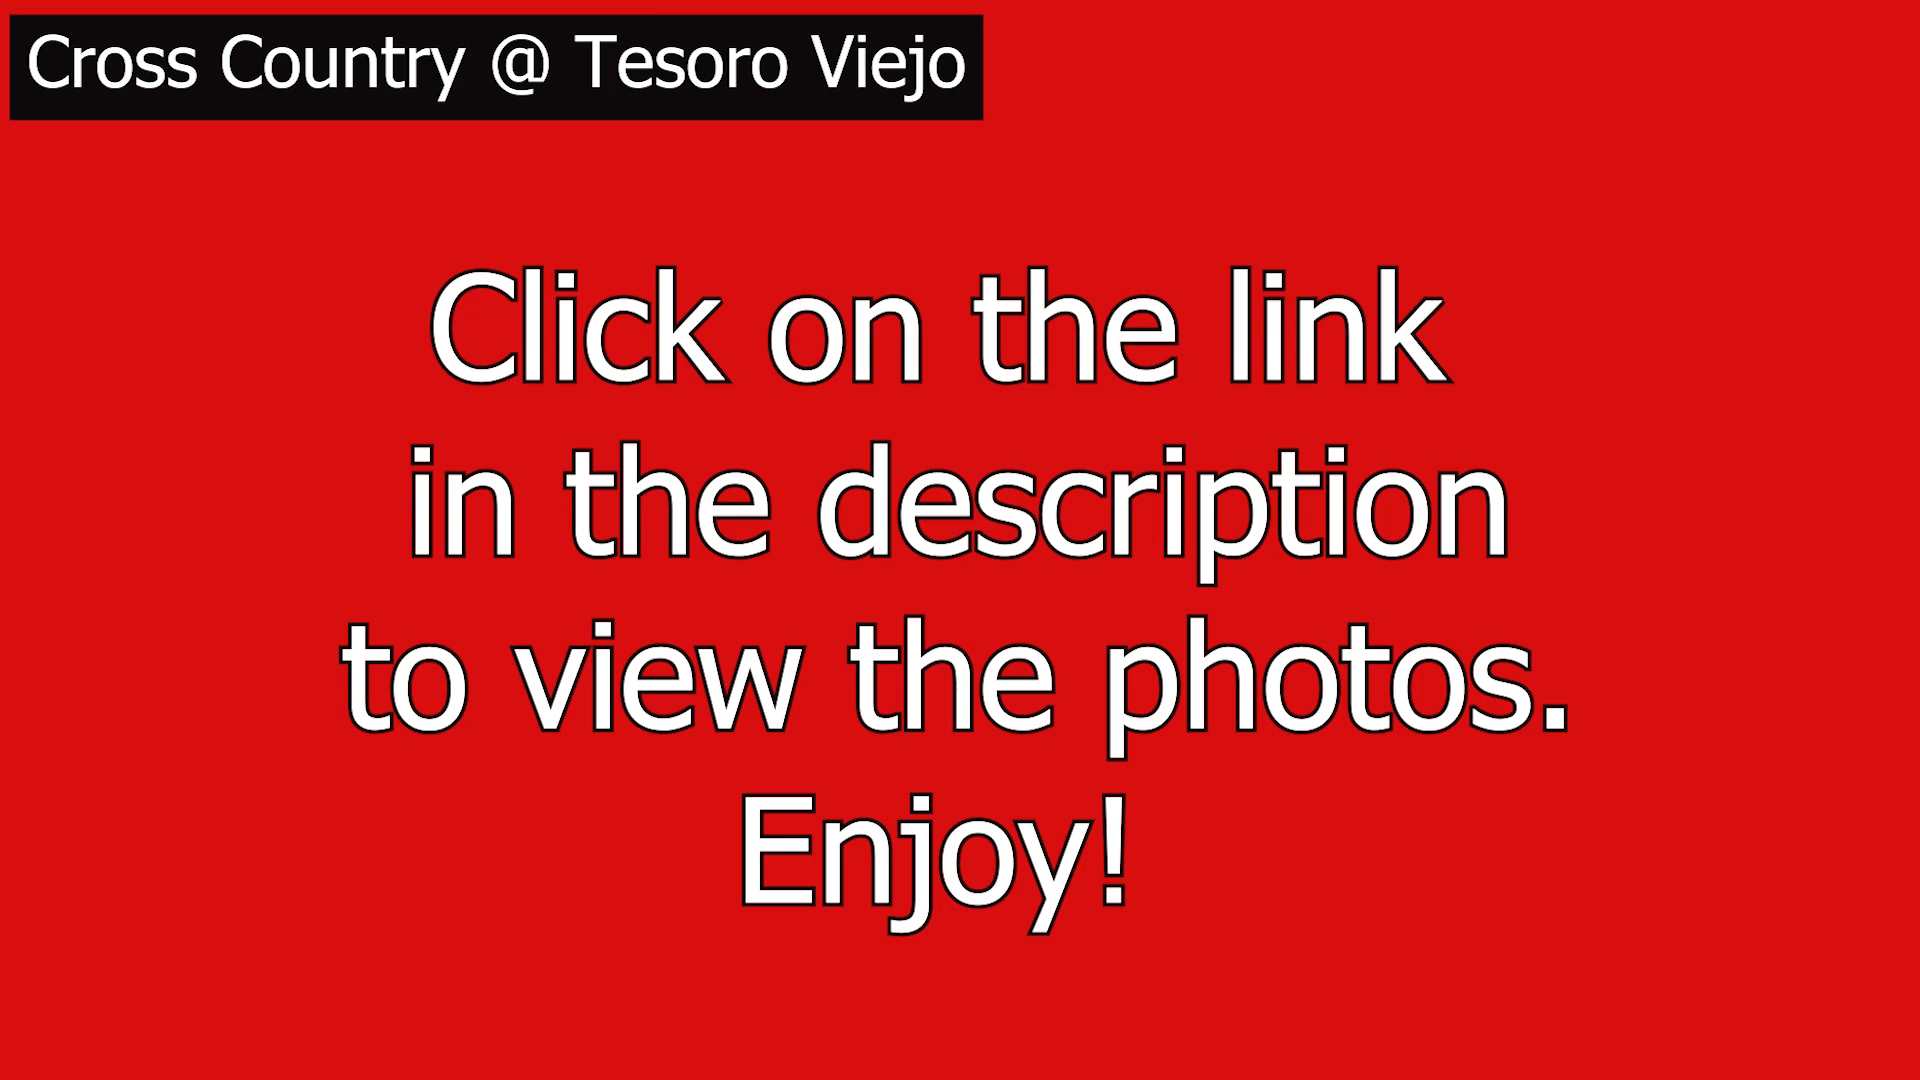 Cross Country @ Tesoro Viejo
Click on the link
in the description
to view the photos.
Enjoy!